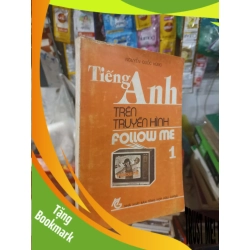 Tiếng
Anh
TRÊN
TRUYỀN HÌNH
FOLLOW ME
1
Tặng
Bookmark